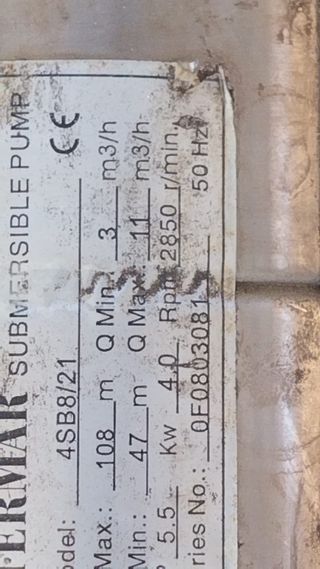 FERMAR SUBMERSIBLE PUMP
odel: 4SB8/21 CE
Max.: 108 m Q Min. 3 m3/h
Min.: 47 m Q Max.: 11 m3/h
5.5 Kw 4.0 Rpm 2850 r/min.
ries No.: 0F0803081 50 Hz